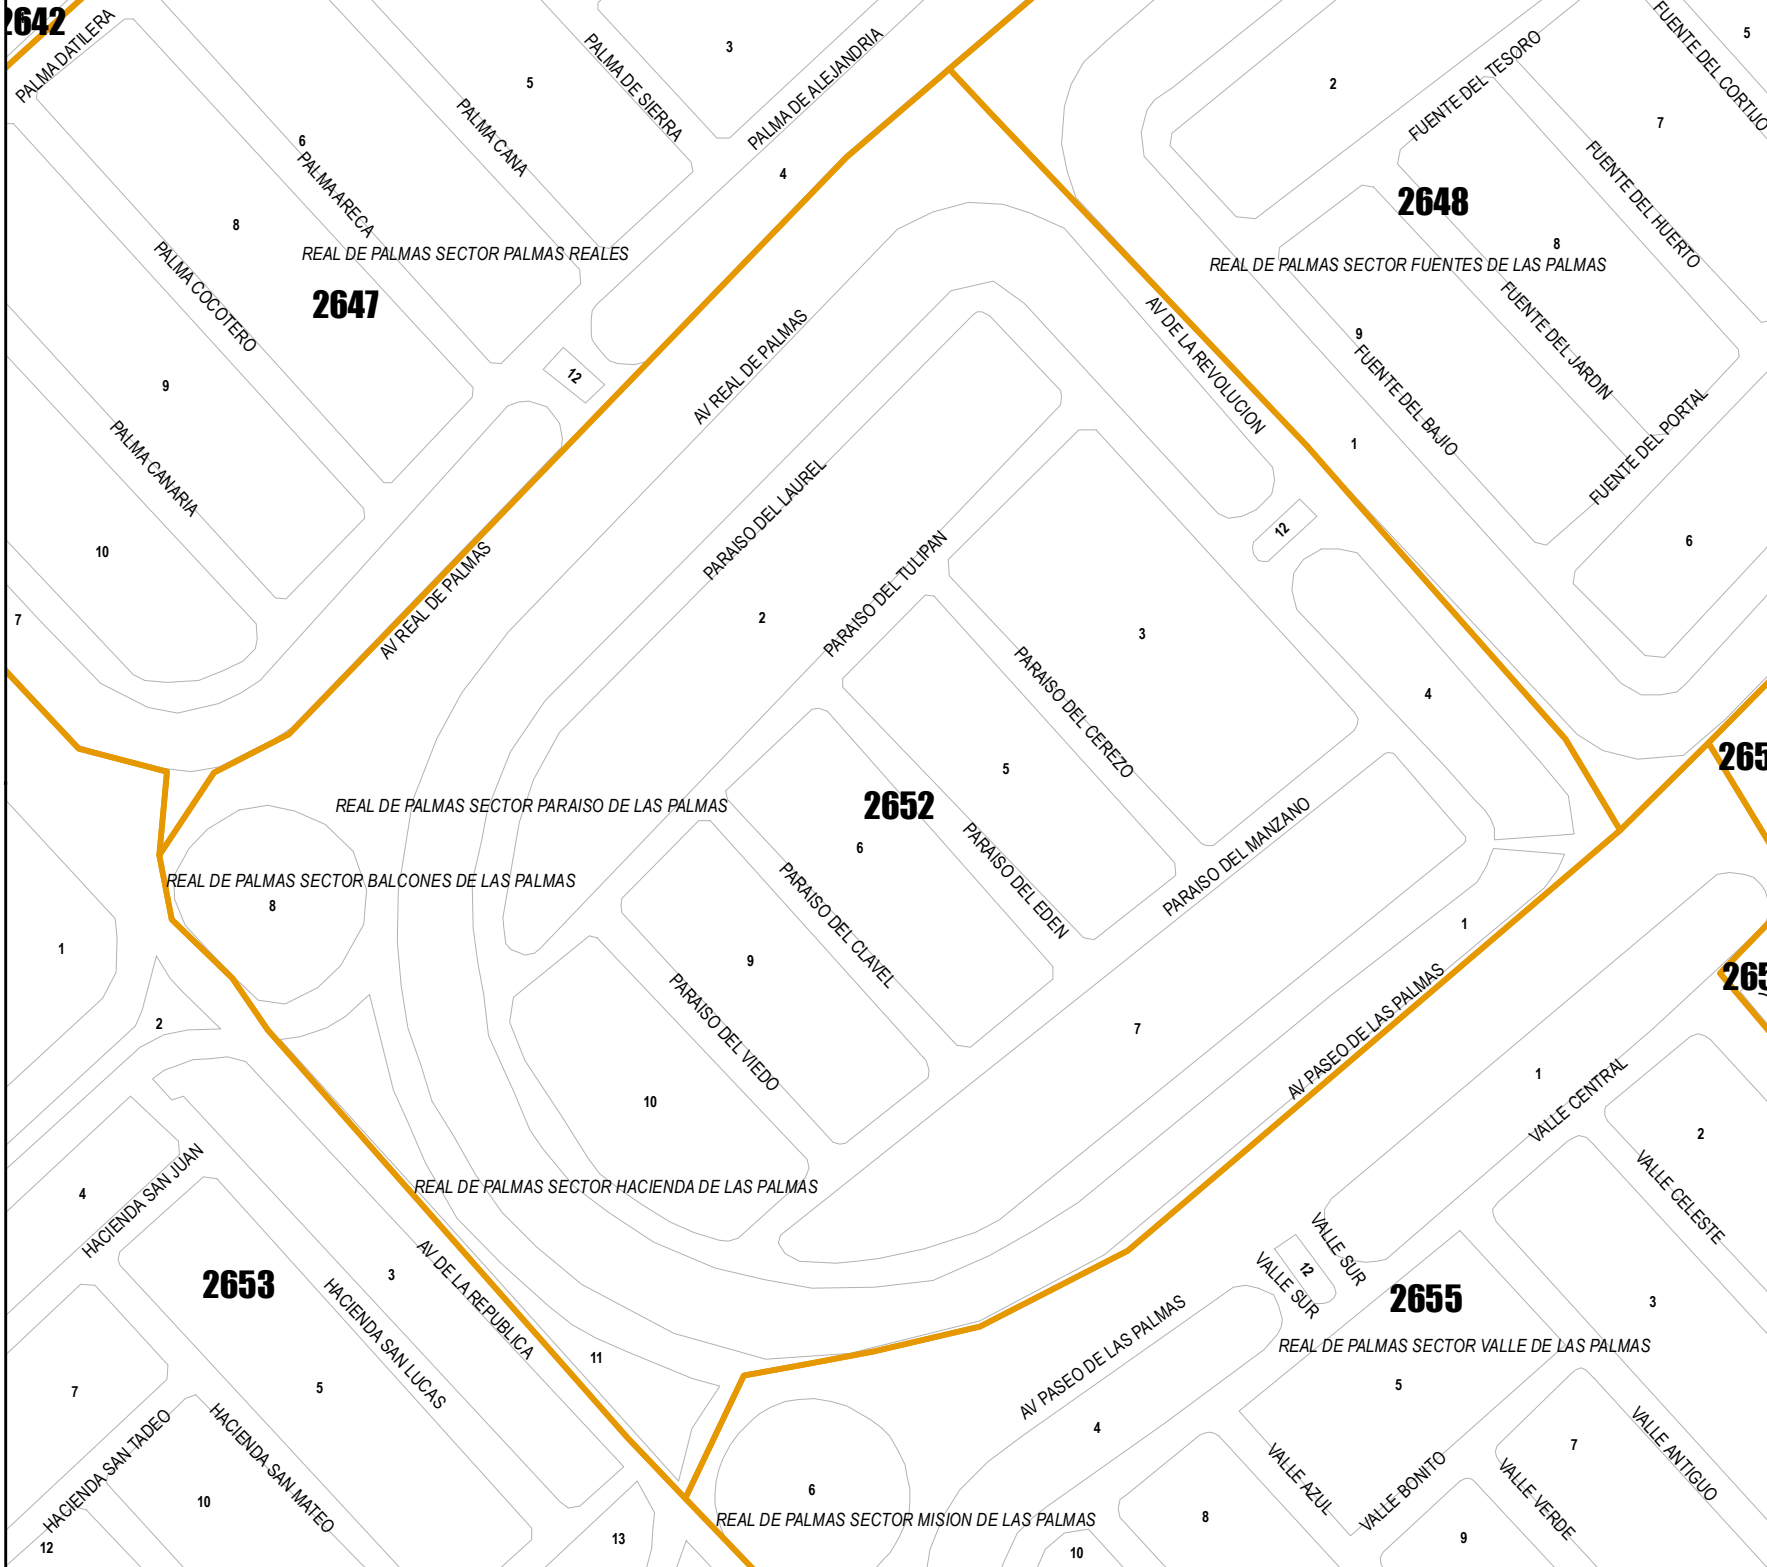 2642
PALMA DATILERA
6
5
PALMA DE SIERRA
3
PALMA DE ALEJANDRIA
PALMA CANA
4
PALMA ARECA
8
REAL DE PALMAS SECTOR PALMAS REALES
2647
PALMA COCOTERO
9
12
PALMA CANARIA
10
7
AV REAL DE PALMAS
AV REAL DE PALMAS
2
FUENTE DEL TESORO
FUENTE DEL CORTIJO
5
7
2648
FUENTE DEL HUERTO
8
REAL DE PALMAS SECTOR FUENTES DE LAS PALMAS
FUENTE DEL JARDIN
9
FUENTE DEL BAJIO
AV DE LA REVOLUCION
1
FUENTE DEL PORTAL
6
12
PARAISO DEL LAUREL
2
PARAISO DEL TULIPAN
3
PARAISO DEL CEREZO
4
5
REAL DE PALMAS SECTOR PARAISO DE LAS PALMAS
2652
6
PARAISO DEL EDEN
PARAISO DEL MANZANO
PARAISO DEL CLAVEL
REAL DE PALMAS SECTOR BALCONES DE LAS PALMAS
8
1
9
PARAISO DEL VIEDO
7
1
AV PASEO DE LAS PALMAS
10
2
REAL DE PALMAS SECTOR HACIENDA DE LAS PALMAS
4
HACIENDA SAN JUAN
2653
3
AV DE LA REPUBLICA
HACIENDA SAN LUCAS
11
7
5
HACIENDA SAN TADEO
HACIENDA SAN MATEO
10
12
13
1
VALLE CENTRAL
2
VALLE CELESTE
VALLE SUR
12
VALLE SUR
2655
3
REAL DE PALMAS SECTOR VALLE DE LAS PALMAS
AV PASEO DE LAS PALMAS
5
4
7
VALLE ANTIGUO
VALLE AZUL
VALLE BONITO
VALLE VERDE
6
REAL DE PALMAS SECTOR MISION DE LAS PALMAS
8
9
10